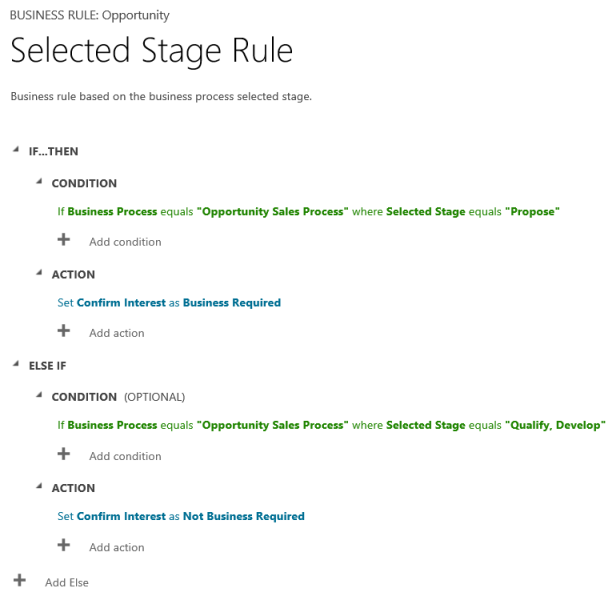 BUSINESS RULE: Opportunity
Selected Stage Rule
Business rule based on the business process selected stage.
IF...THEN
CONDITION
If Business Process equals "Opportunity Sales Process" where Selected Stage equals "Propose"
Add condition
ACTION
Set Confirm Interest as Business Required
Add action
ELSE IF
CONDITION (OPTIONAL)
If Business Process equals "Opportunity Sales Process" where Selected Stage equals "Qualify, Develop"
Add condition
ACTION
Set Confirm Interest as Not Business Required
Add action
Add Else